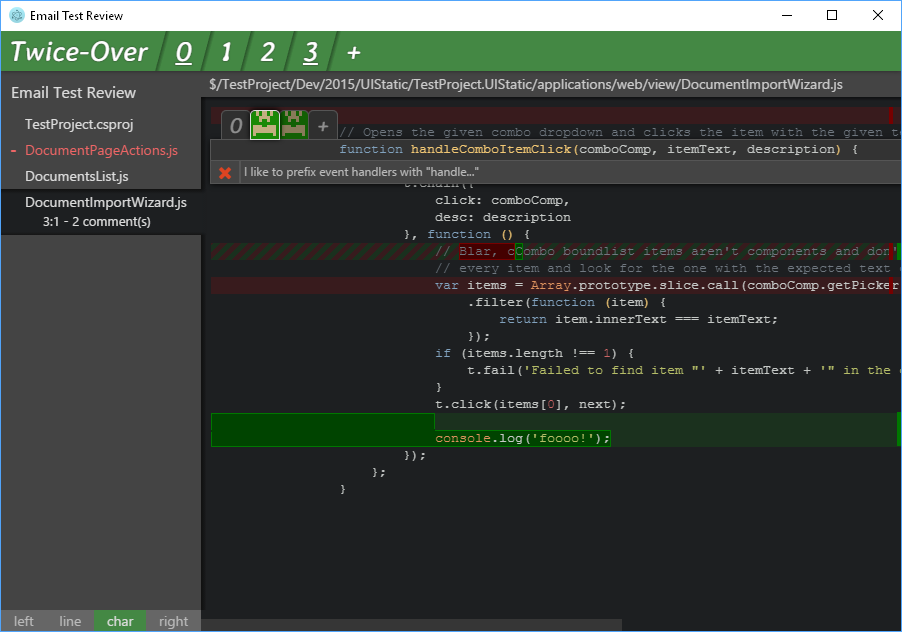 Email Test Review
Twice-Over 0 1 2 3 +
Email Test Review
TestProject.csproj
- DocumentPageActions.js
DocumentsList.js
DocumentImportWizard.js
3:1 - 2 comment(s)
$/TestProject/Dev/2015/UIStatic/TestProject.UIStatic/applications/web/view/DocumentImportWizard.js
0 +
// Opens the given combo dropdown and clicks the item with the given
function handleComboItemClick(comboComp, itemText, description) {
I like to prefix event handlers with "handle..."
t.chain({
click: comboComp,
desc: description
}, function () {
// Blar, cCombo boundlist items aren't components and don'
// every item and look for the one with the expected text
var items = Array.prototype.slice.call(comboComp.getPicker
.filter(function (item) {
return item.innerText === itemText;
});
if (items.length !== 1) {
t.fail('Failed to find item "' + itemText + '" in the
}
t.click(items[0], next);
console.log('foooo!');
});
};
}
left line char right